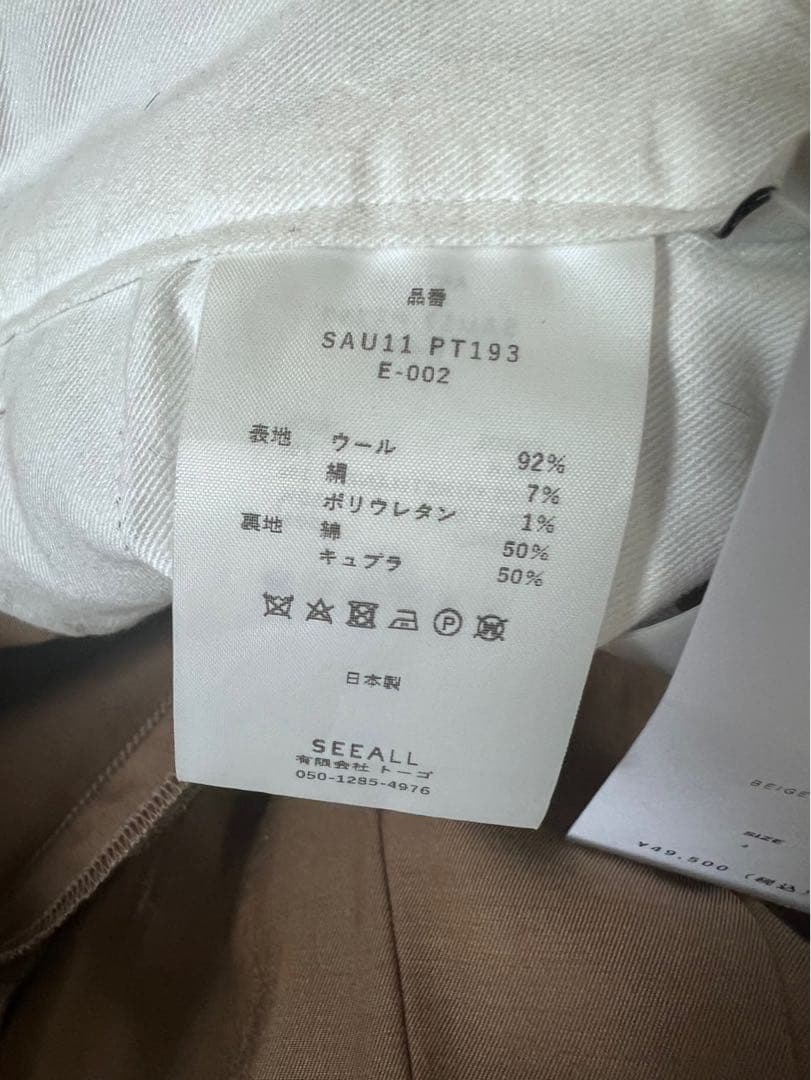 品番
SAU11 PT193
E-002
表地 ウール 92%
絹 7%
ポリウレタン 1%
裏地 綿 50%
キュプラ 50%
P
W
日本製
SEEALL
有限会社 トーゴ
050-1285-4976
BEIGE
SIZE
¥49,500 (税込)